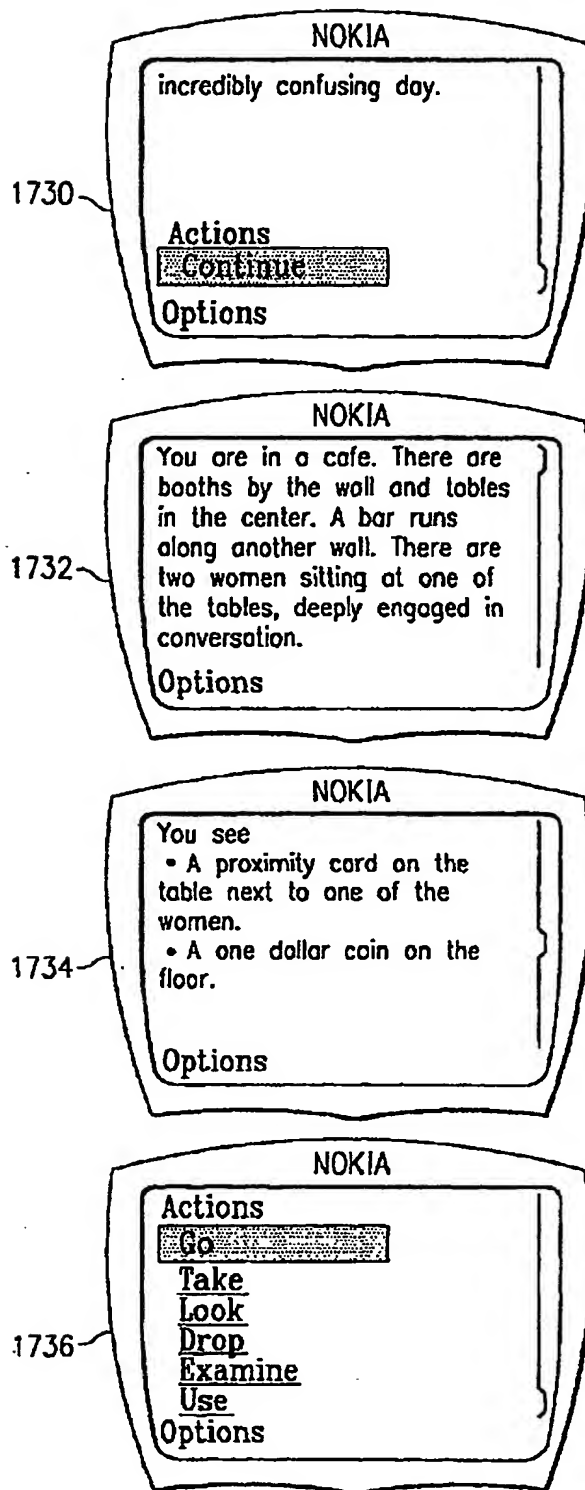 NOKIA
incredibly confusing day.
1730
Actions
Continue
Options
NOKIA
You are in a cafe. There are
booths by the wall and tables
in the center. A bar runs
1732
along another wall. There are
two women sitting at one of
the tables, deeply engaged in
conversation.
Options
NOKIA
You see
• A proximity card on the
table next to one of the
women.
• A one dollar coin on the
1734
floor.
Options
NOKIA
Actions
Go
Take
Look
Drop
1736
Examine
Use
Options